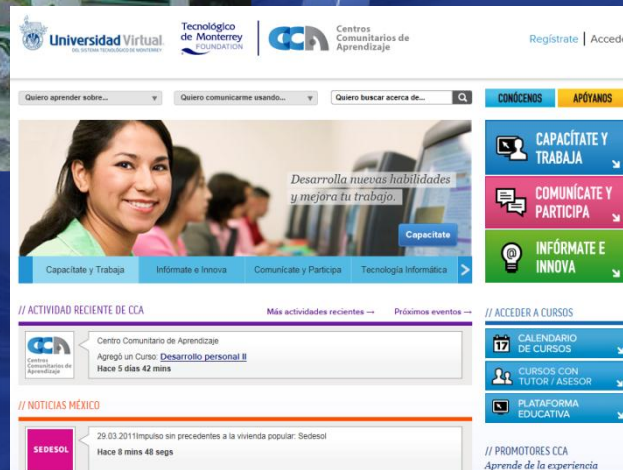 Universidad Virtual
DEL SISTEMA TECNOLÓGICO DE MONTERREY
Tecnológico
de Monterrey
FOUNDATION
CCA
Centros
Comunitarios de
Aprendizaje
Regístrate | Accede
Quiero aprender sobre...
Quiero comunicarme usando...
Quiero buscar acerca de...
CONÓCENOS
APÓYANOS
Desarrolla nuevas habilidades
y mejora tu trabajo.
Capacítate
CAPACÍTATE Y
TRABAJA
COMUNÍCATE Y
PARTICIPA
INFÓRMATE E
INNOVA
Capacítate y Trabaja
Infórmate e Innova
Comunícate y Participa
Tecnología Informática
// ACTIVIDAD RECIENTE DE CCA
Más actividades recientes →
Próximos eventos →
CCA
Centros
Comunitarios de
Aprendizaje
Centro Comunitario de Aprendizaje
Agregó un Curso: Desarrollo personal II
Hace 5 días 42 mins
// NOTICIAS MÉXICO
SEDESOL
29.03.2011Impulso sin precedentes a la vivienda popular: Sedesol
Hace 8 mins 48 segs
// ACCEDER A CURSOS
17
CALENDARIO
DE CURSOS
CURSOS CON
TUTOR / ASESOR
PLATAFORMA
EDUCATIVA
// PROMOTORES CCA
Aprende de la experiencia